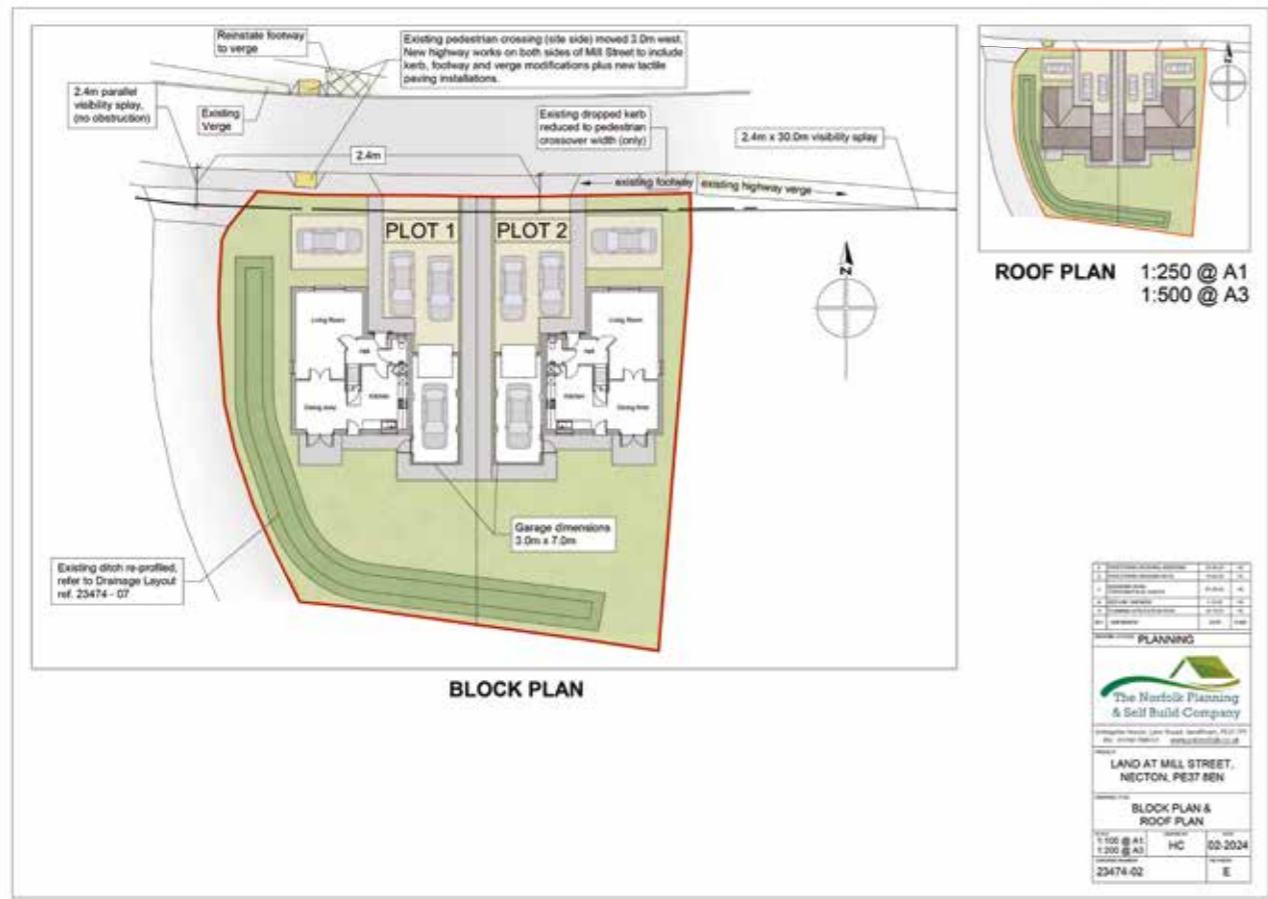 Reinstate footway
to verge
Existing pedestrian crossing (site side) moved 3.0m west.
New highway works on both sides of Mill Street to include
kerb, footway and verge modifications plus new tactile
paving installations.
2.4m parallel
visibility splay,
(no obstruction)
Existing
Verge
Existing dropped kerb
reduced to pedestrian
crossover width (only)
2.4m x 30.0m visibility splay
2.4m
existing footway
existing highway verge
PLOT 1
PLOT 2
N
Living Room
Living Room
Hall
Hall
Kitchen
Kitchen
Dining Area
Dining Area
Garage dimensions
3.0m x 7.0m
Existing ditch re-profiled,
refer to Drainage Layout
ref. 23474 - 07
BLOCK PLAN
N
ROOF PLAN 1:250 @ A1
1:500 @ A3
PLANNING
The Norfolk Planning
& Self Build Company
LAND AT MILL STREET,
NECTON, PE37 8EN
BLOCK PLAN &
ROOF PLAN
1:100 @ A1
1:200 @ A3
HC
02-2024
23474-02
E